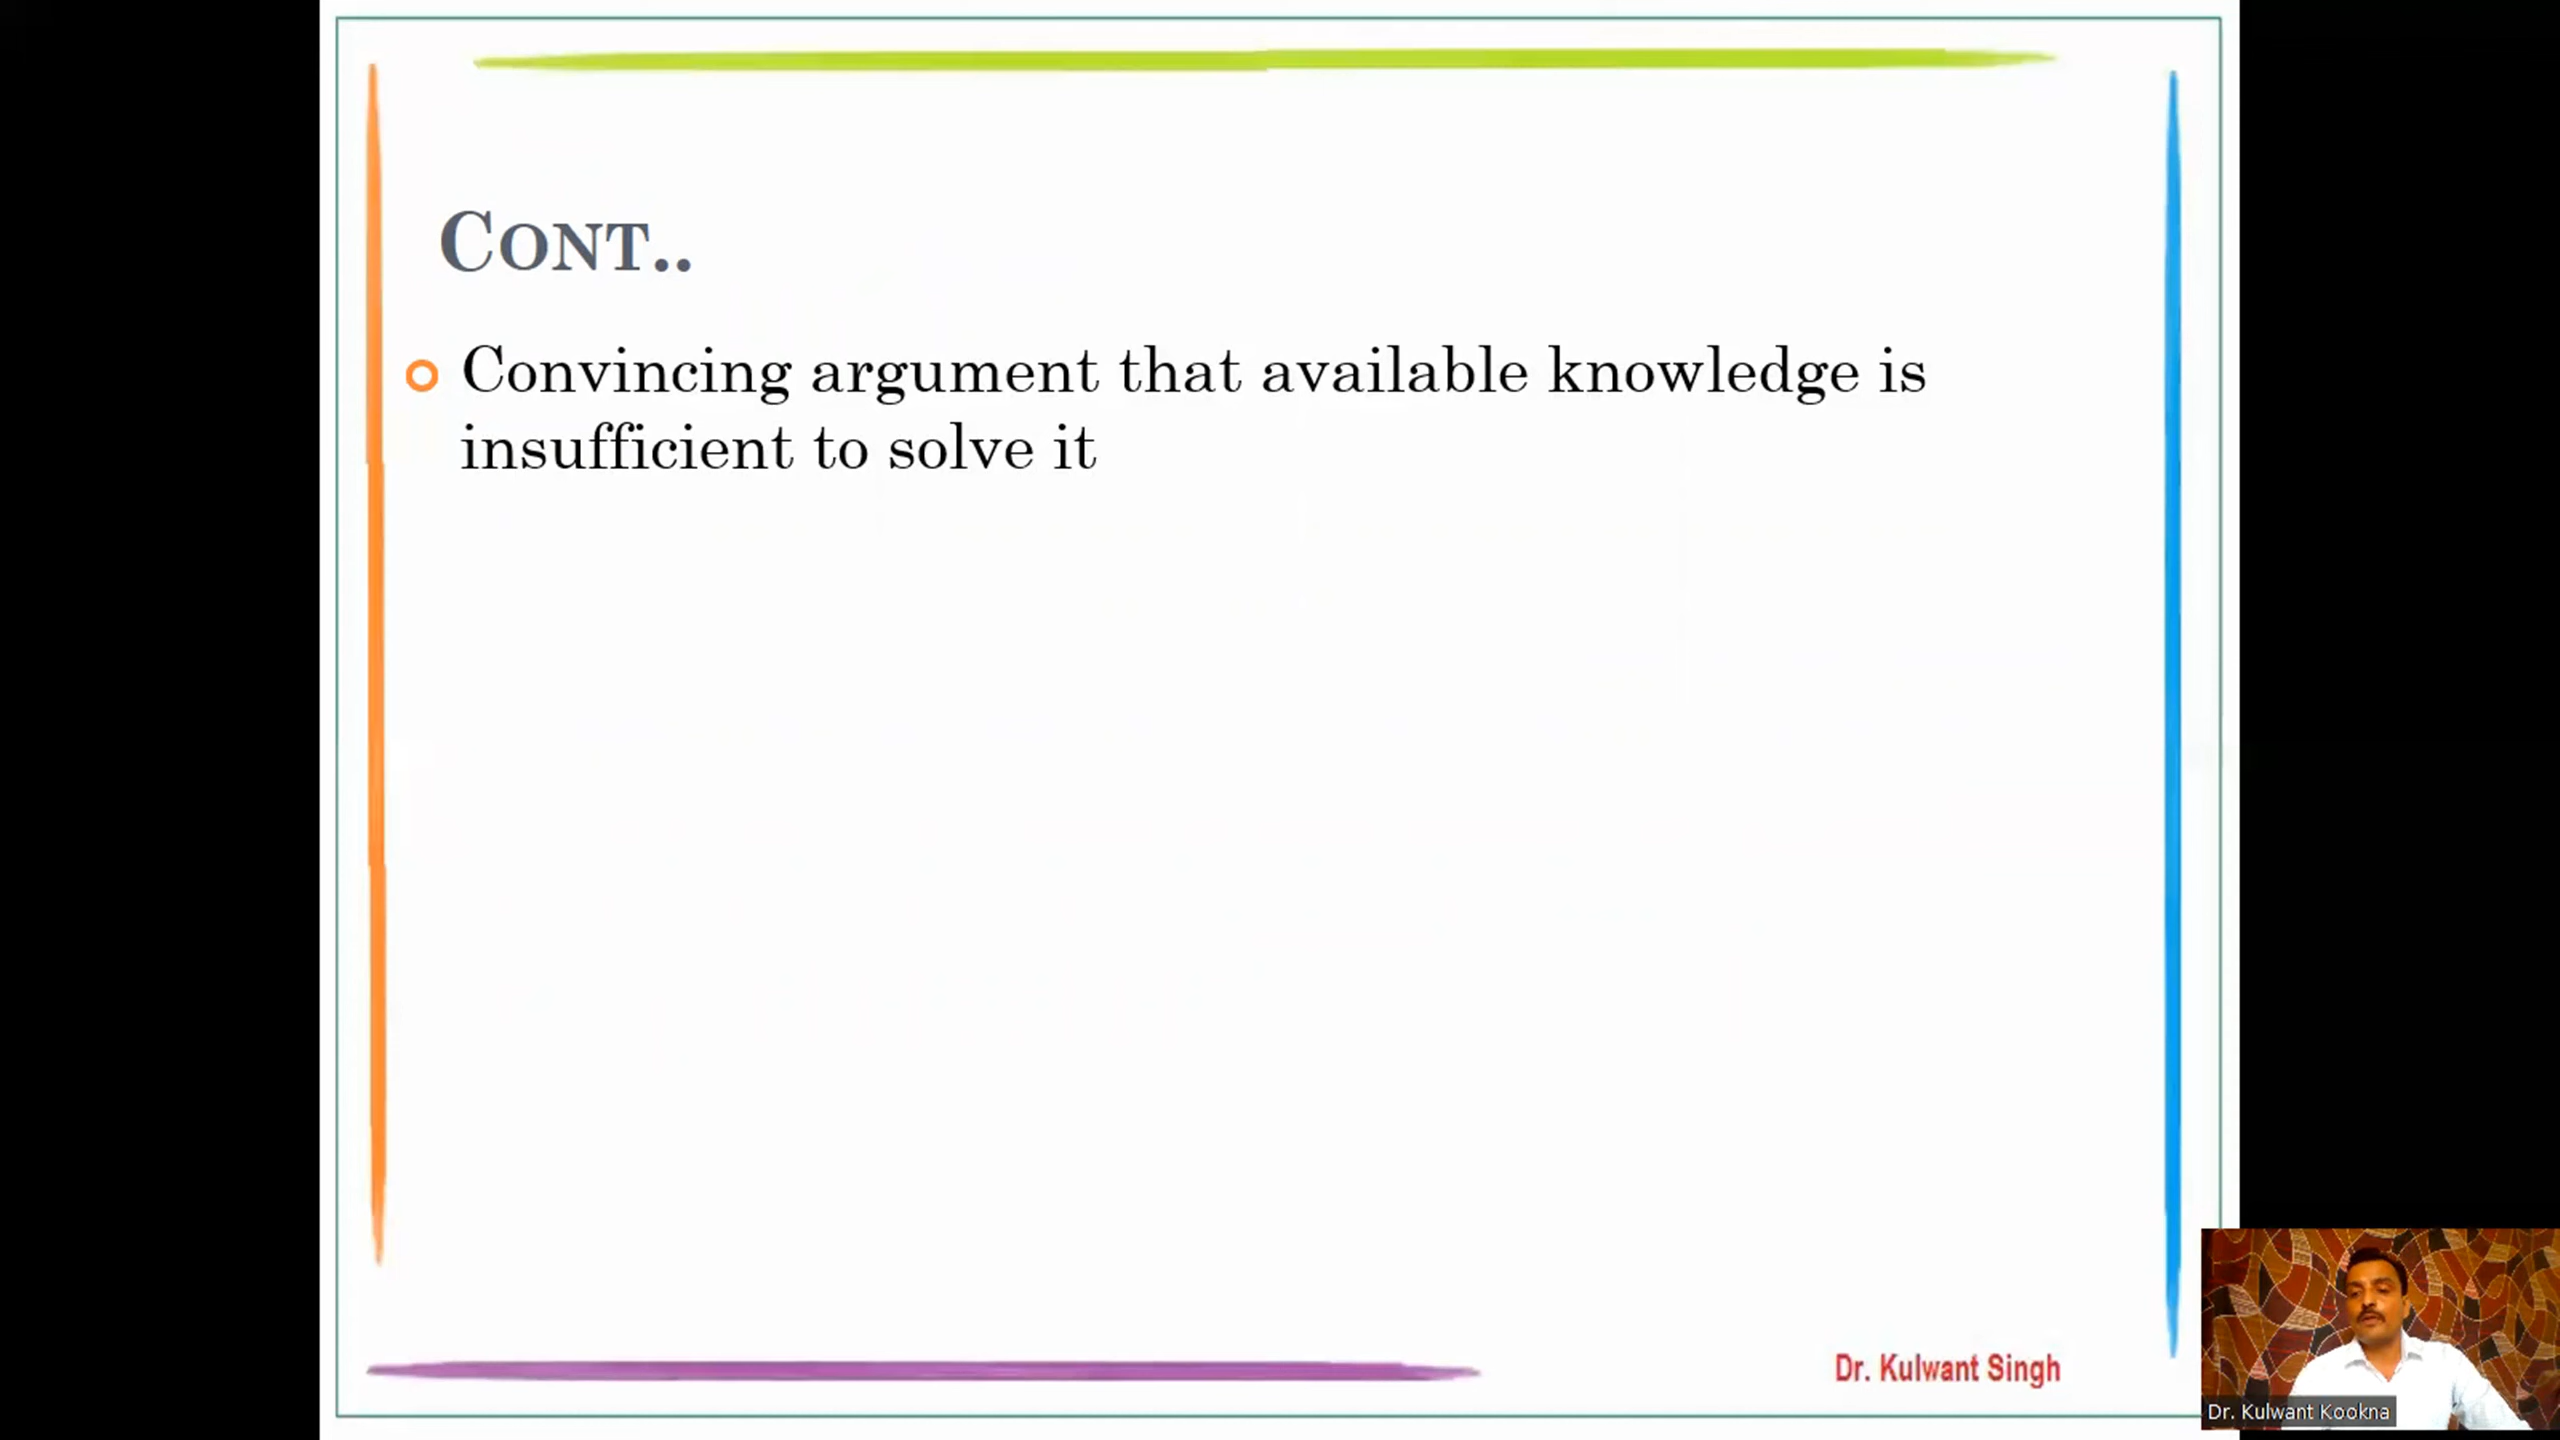 CONT..
Convincing argument that available knowledge is
insufficient to solve it
Dr. Kulwant Singh
Dr. Kulwant Kookna